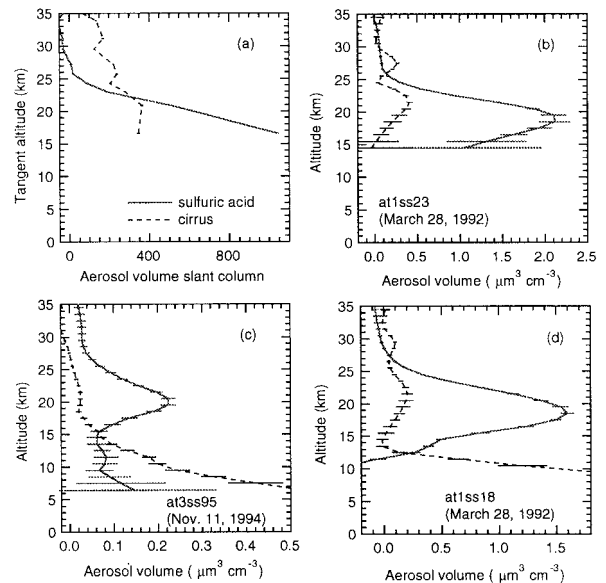 35
30
25
20
15
10
5
0
Tangent altitude (km)
(a)
sulfuric acid
cirrus
0
400
800
Aerosol volume slant column
35
30
25
20
15
10
5
0
Altitude (km)
(b)
at1ss23
(March 28, 1992)
0.0
0.5
1.0
1.5
2.0
2.5
Aerosol volume ( μm³ cm⁻³)
35
30
25
20
15
10
5
0
Altitude (km)
(c)
at3ss95
(Nov. 11, 1994)
0.0
0.1
0.2
0.3
0.4
0.5
Aerosol volume ( μm³ cm⁻³)
35
30
25
20
15
10
5
0
Altitude (km)
(d)
at1ss18
(March 28, 1992)
0.0
0.5
1.0
1.5
Aerosol volume ( μm³ cm⁻³)